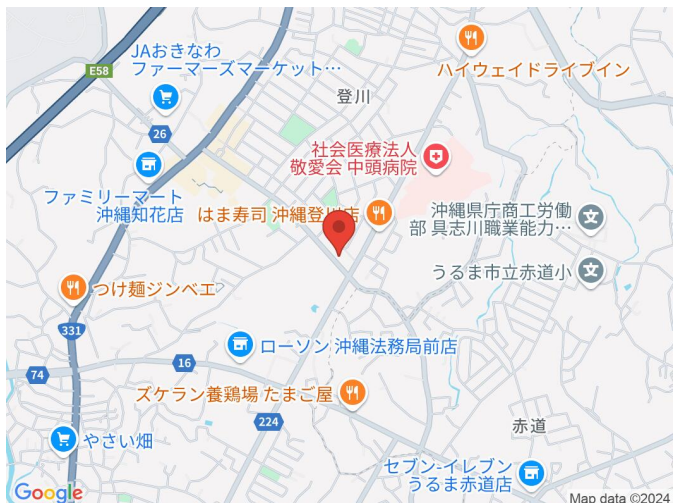 JAおきなわ
ファーマーズマーケット…
E58
ハイウェイドライブイン
登川
26
社会医療法人
敬愛会 中頭病院
ファミリーマート
沖縄知花店
はま寿司 沖縄登川店
沖縄県庁商工労働
部 具志川職業能力…
うるま市立赤道小
つけ麺ジンベエ
331
ローソン 沖縄法務局前店
16
74
ズケラン養鶏場 たまご屋
224
赤道
やさい畑
セブン-イレブン
うるま赤道店
Google
Map data ©2024